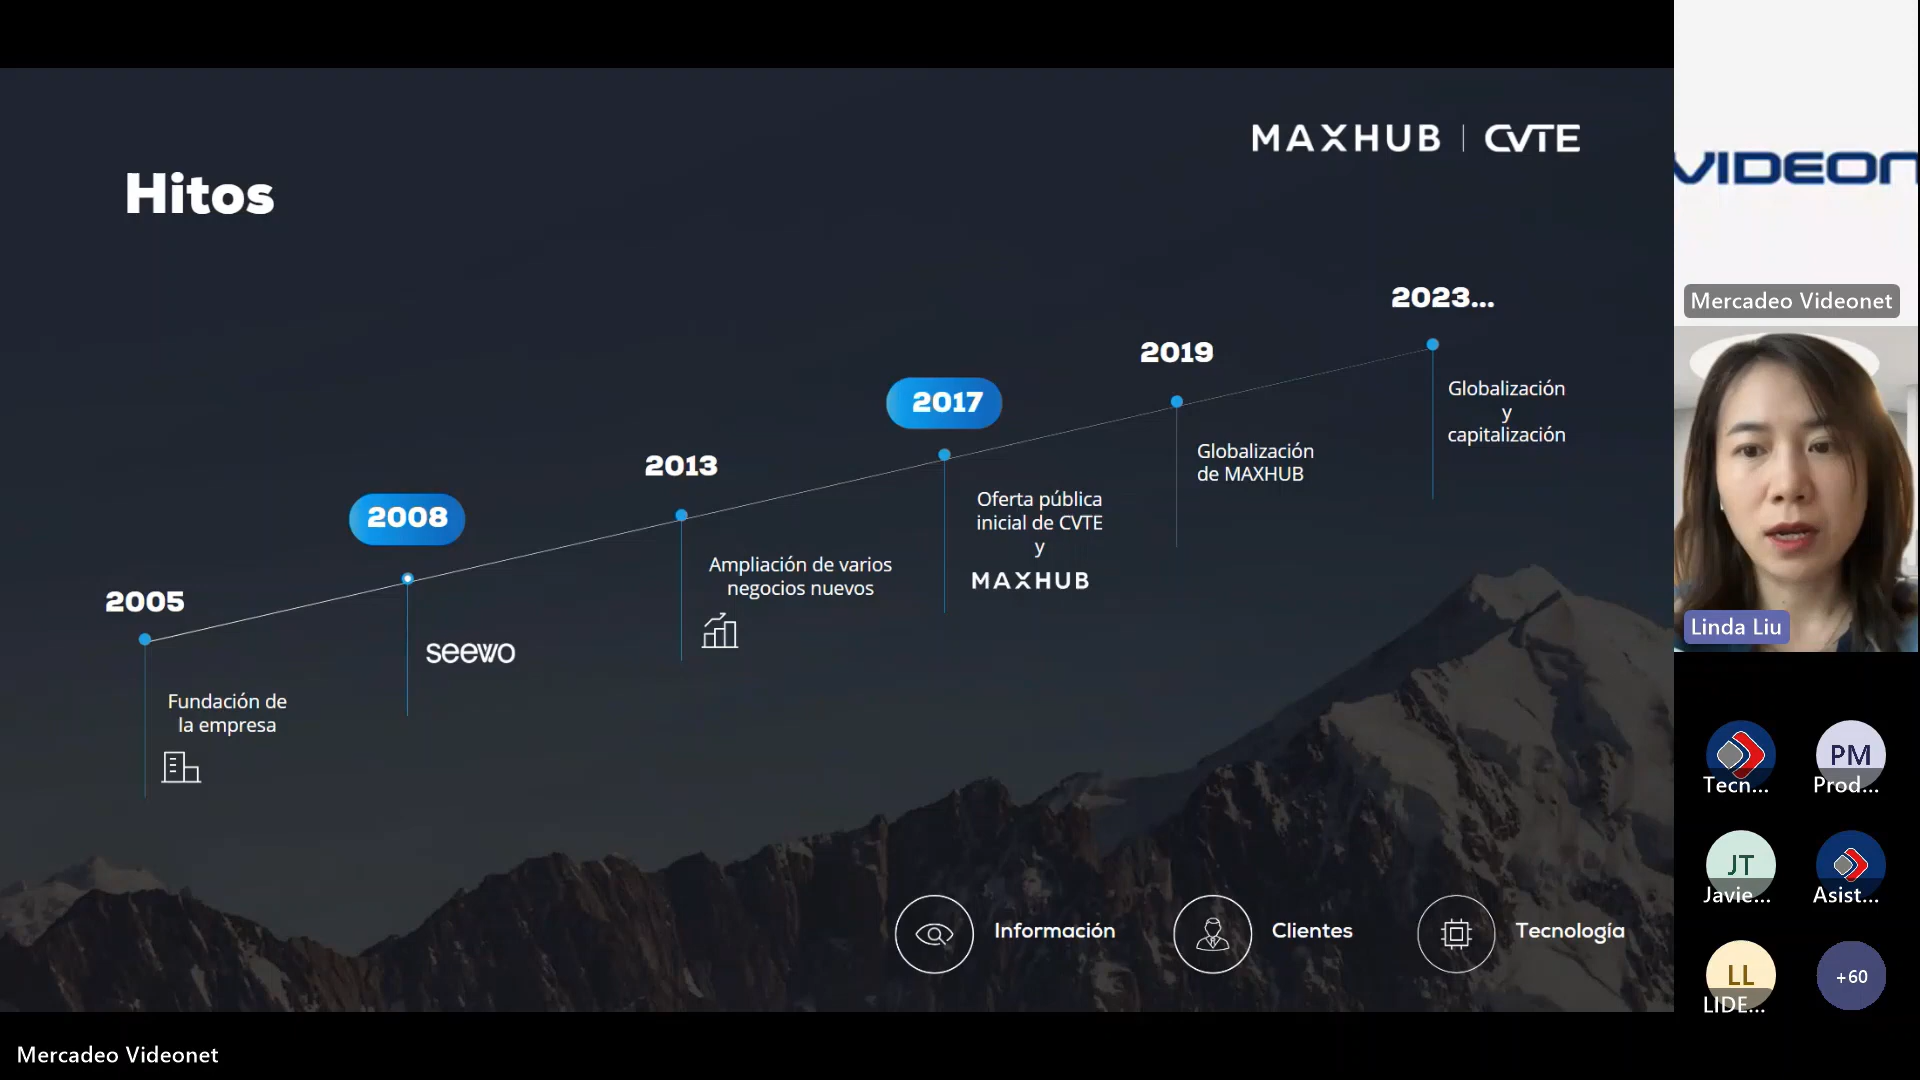 MAXHUB | CVTE
Hitos
2005
Fundación de
la empresa
2008
seewo
2013
Ampliación de varios
negocios nuevos
2017
Oferta pública
inicial de CVTE
y
MAXHUB
2019
Globalización
de MAXHUB
2023...
Globalización
y
capitalización
Información
Clientes
Tecnología
VIDEON
Mercadeo Videonet
Linda Liu
Tecn...
PM
Prod...
JT
Javie...
Asist...
LL
LIDE...
+60
Mercadeo Videonet